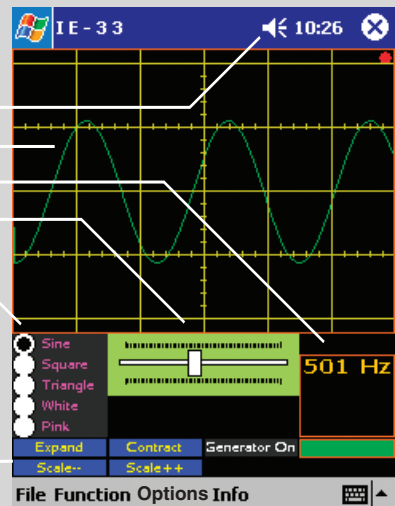 IE-33 10:26
Sine
Square
Triangle
White
Pink
501 Hz
Expand Contract Generator On
Scale-- Scale++
File Function Options Info